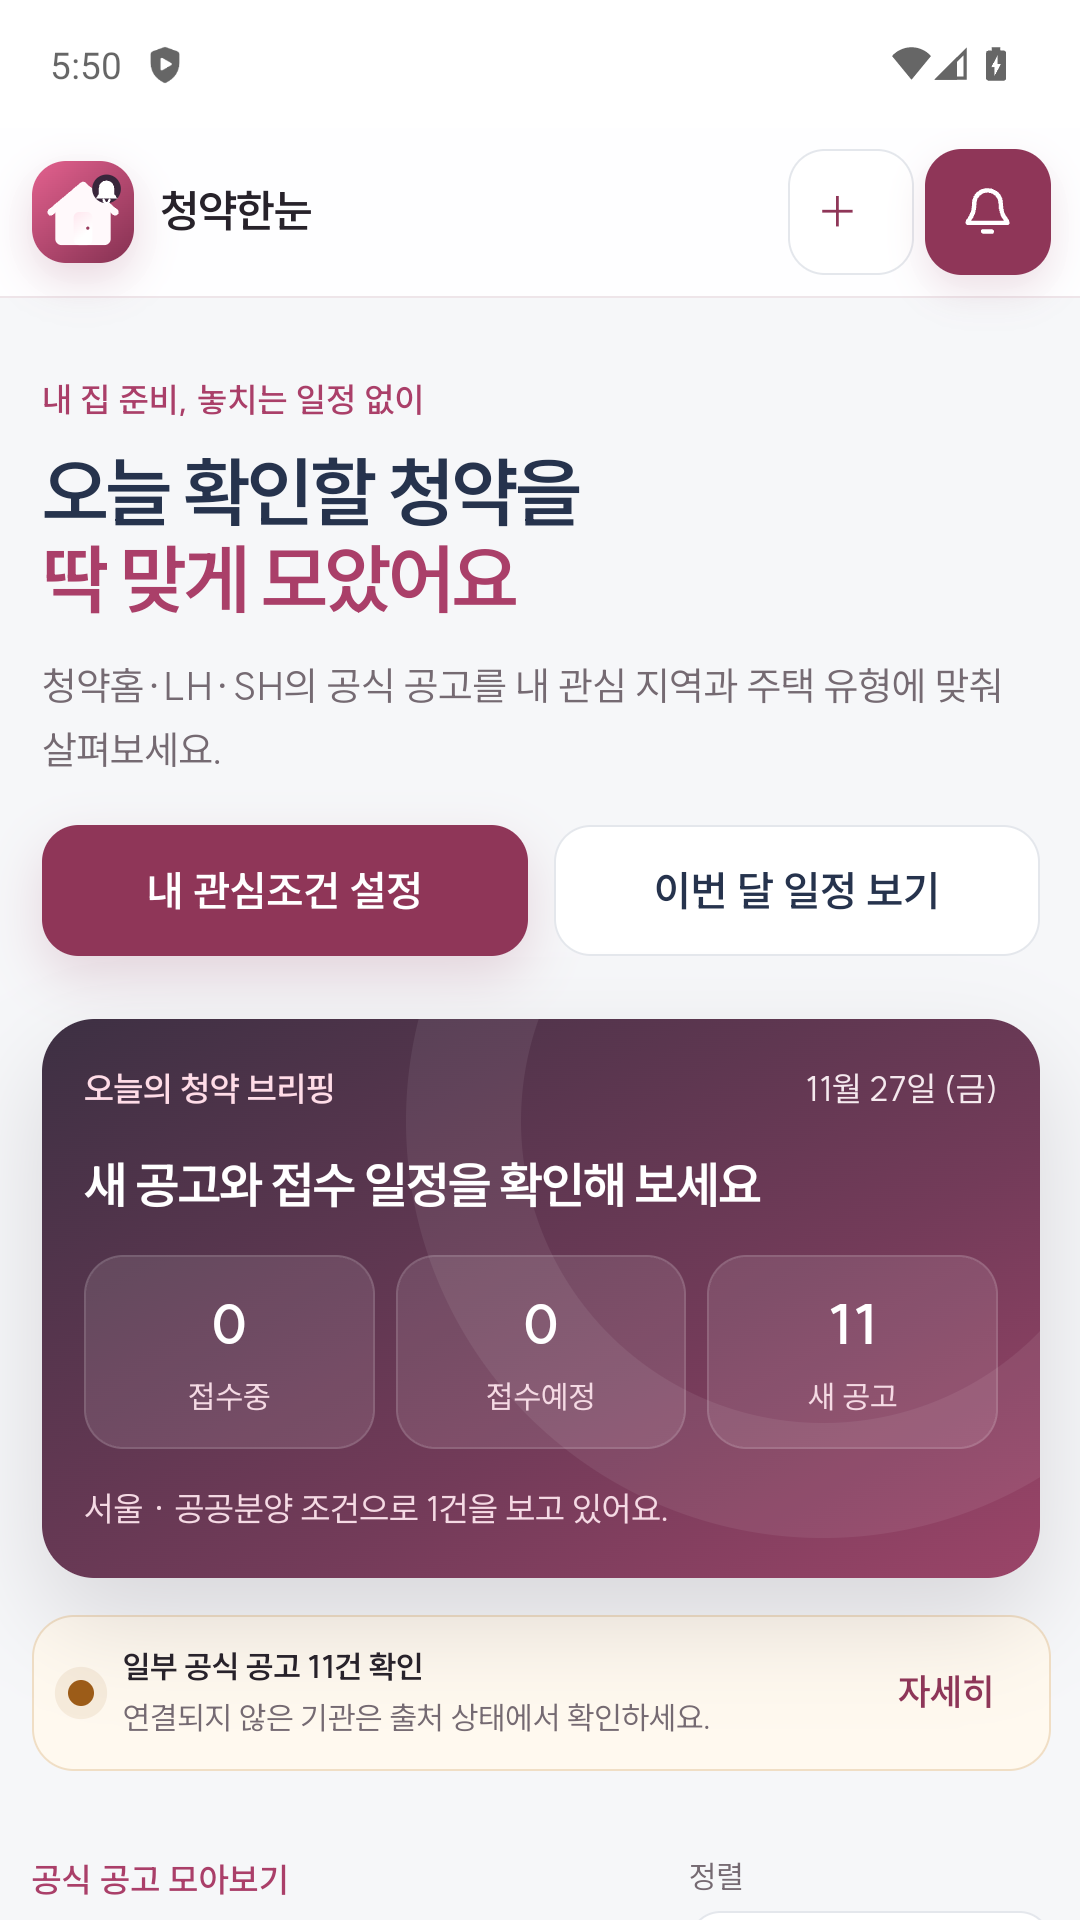 5:50
청약한눈
내 집 준비, 놓치는 일정 없이
오늘 확인할 청약을
딱 맞게 모았어요
청약홈·LH·SH의 공식 공고를 내 관심 지역과 주택 유형에 맞춰
살펴보세요.
내 관심조건 설정
이번 달 일정 보기
오늘의 청약 브리핑
11월 27일 (금)
새 공고와 접수 일정을 확인해 보세요
0
접수중
0
접수예정
11
새 공고
서울 · 공공분양 조건으로 1건을 보고 있어요.
일부 공식 공고 11건 확인
연결되지 않은 기관은 출처 상태에서 확인하세요.
자세히
공식 공고 모아보기
정렬